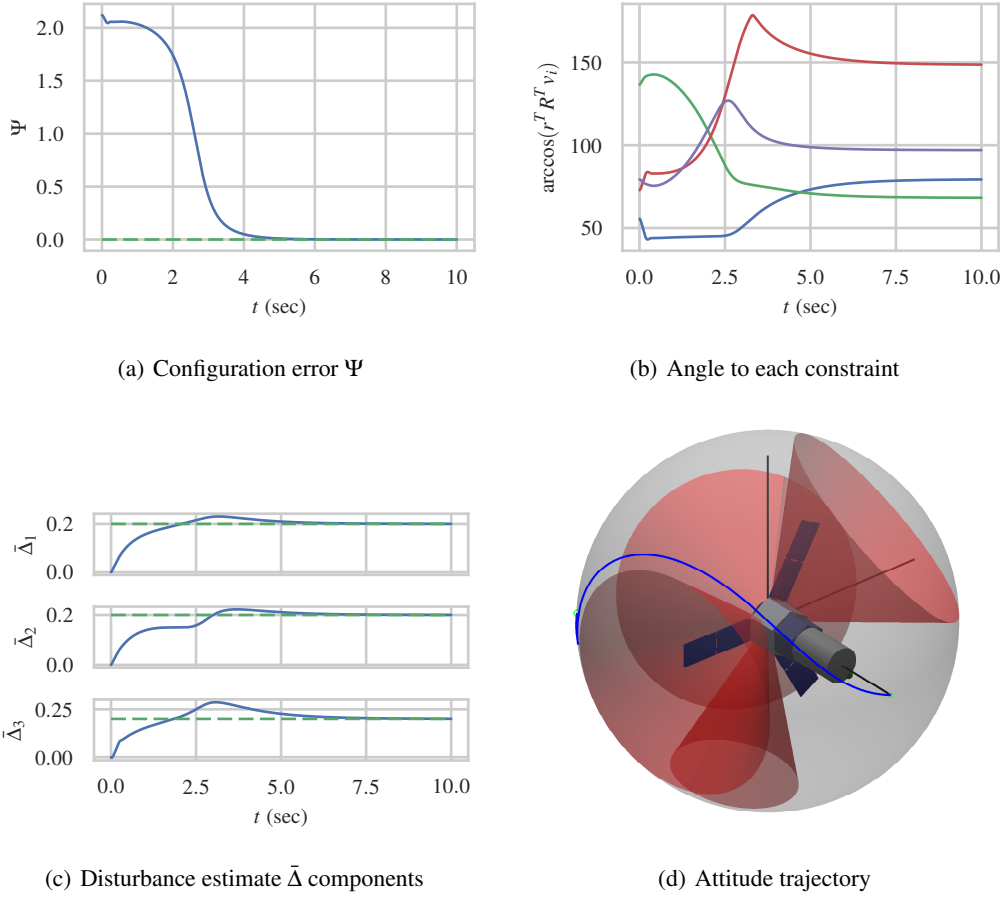 2.0
1.5
1.0
0.5
0.0
Ψ
0 2 4 6 8 10
t (sec)
(a) Configuration error Ψ
150
100
50
arccos(r^T R^T v_i)
0.0 2.5 5.0 7.5 10.0
t (sec)
(b) Angle to each constraint
0.2
0.0
Δ̄₁
0.2
0.0
Δ̄₂
0.25
0.00
Δ̄₃
0.0 2.5 5.0 7.5 10.0
t (sec)
(c) Disturbance estimate Δ̄ components
(d) Attitude trajectory